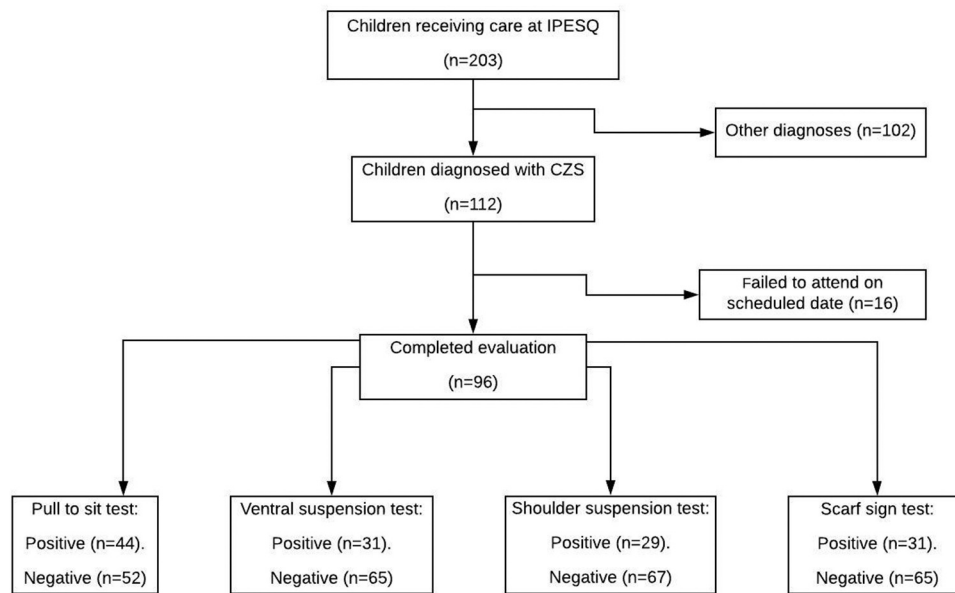 Children receiving care at IPESQ
(n=203)
Other diagnoses (n=102)
Children diagnosed with CZS
(n=112)
Failed to attend on
scheduled date (n=16)
Completed evaluation
(n=96)
Pull to sit test:
Positive (n=44).
Negative (n=52)
Ventral suspension test:
Positive (n=31).
Negative (n=65)
Shoulder suspension test:
Positive (n=29).
Negative (n=67)
Scarf sign test:
Positive (n=31).
Negative (n=65)